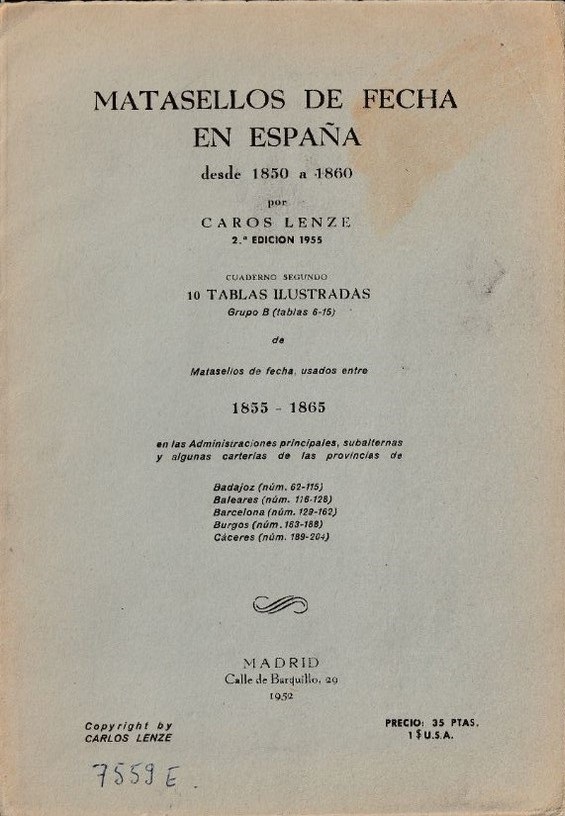 MATASELLOS DE FECHA
EN ESPAÑA
desde 1850 a 1860
por
CAROS LENZE
2.ª EDICION 1955
CUADERNO SEGUNDO
10 TABLAS ILUSTRADAS
Grupo B (tablas 6-15)
de
Matasellos de fecha, usados entre
1855 - 1865
en las Administraciones principales, subalternas
y algunas carterías de las provincias de
Badajoz (núm. 62-115)
Baleares (núm. 116-128)
Barcelona (núm. 129-162)
Burgos (núm. 163-188)
Cáceres (núm. 189-204)
MADRID
Calle de Barquillo, 29
1952
Copyright by
CARLOS LENZE
PRECIO: 35 PTAS.
1 $ U.S.A.
7559 E.